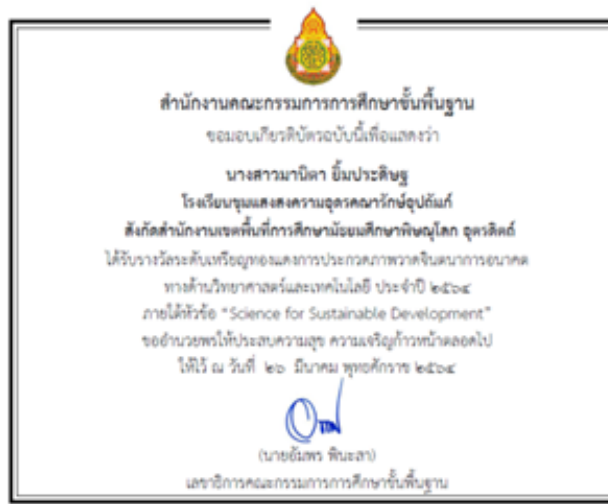 สำนักงานคณะกรรมการการศึกษาขั้นพื้นฐาน
ขอมอบเกียรติบัตรฉบับนี้เพื่อแสดงว่า
นางสาวมานิตา ยิ้มประดิษฐ
โรงเรียนชุมแสงสงครามอุดรคณารักษ์อุปถัมภ์
สังกัดสำนักงานเขตพื้นที่การศึกษามัธยมศึกษาพิษณุโลก อุตรดิตถ์
ได้รับรางวัลระดับเหรียญทองแดงการประกวดภาพวาดจินตนาการอนาคต
ทางด้านวิทยาศาสตร์และเทคโนโลยี ประจำปี ๒๕๖๔
ภายใต้หัวข้อ "Science for Sustainable Development"
ขออำนวยพรให้ประสบความสุข ความเจริญก้าวหน้าตลอดไป
ให้ไว้ ณ วันที่ ๒๖ มีนาคม พุทธศักราช ๒๕๖๔
(นายอัมพร พินะสา)
เลขาธิการคณะกรรมการการศึกษาขั้นพื้นฐาน